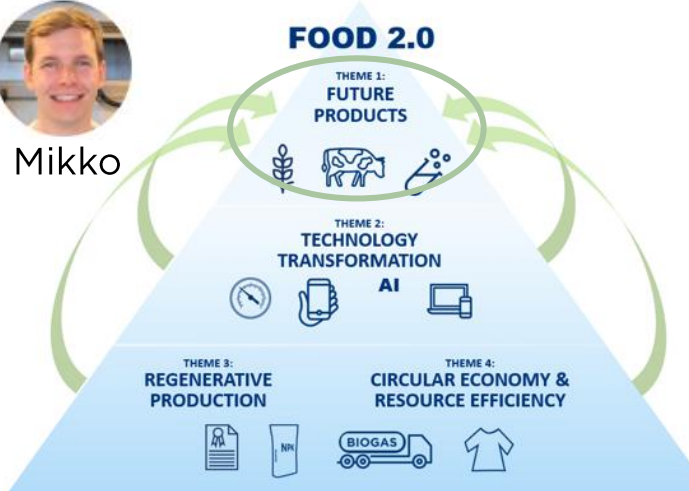 FOOD 2.0
THEME 1:
FUTURE
PRODUCTS
Mikko
THEME 2:
TECHNOLOGY
TRANSFORMATION
AI
THEME 3:
REGENERATIVE
PRODUCTION
THEME 4:
CIRCULAR ECONOMY &
RESOURCE EFFICIENCY
NPK
BIOGAS